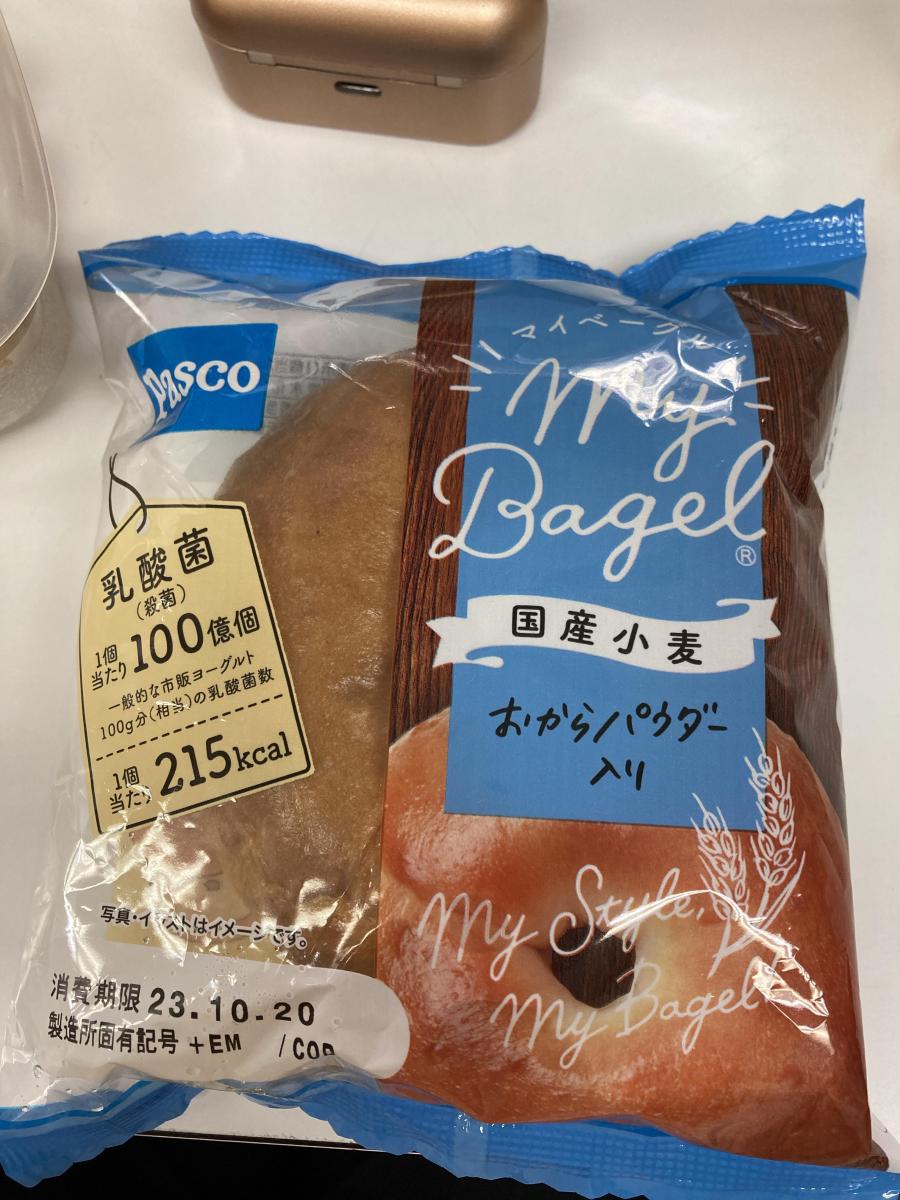 Pasco
マイベーグル
My
Bagel
®
国産小麦
おからパウダー
入り
乳酸菌
(殺菌)
1個当たり100億個
一般的な市販ヨーグルト
100g分(相当)の乳酸菌数
1個当たり215kcal
My Style,
My Bagel
写真・イラストはイメージです。
消費期限 23.10.20
製造所固有記号 +EM /C